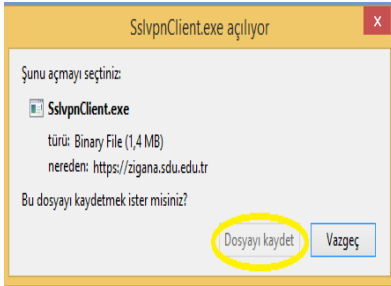 SslvpnClient.exe açılıyor
x
Şunu açmayı seçtiniz:
SslvpnClient.exe
türü: Binary File (1,4 MB)
nereden: https://zigana.sdu.edu.tr
Bu dosyayı kaydetmek ister misiniz?
Dosyayı kaydet Vazgeç